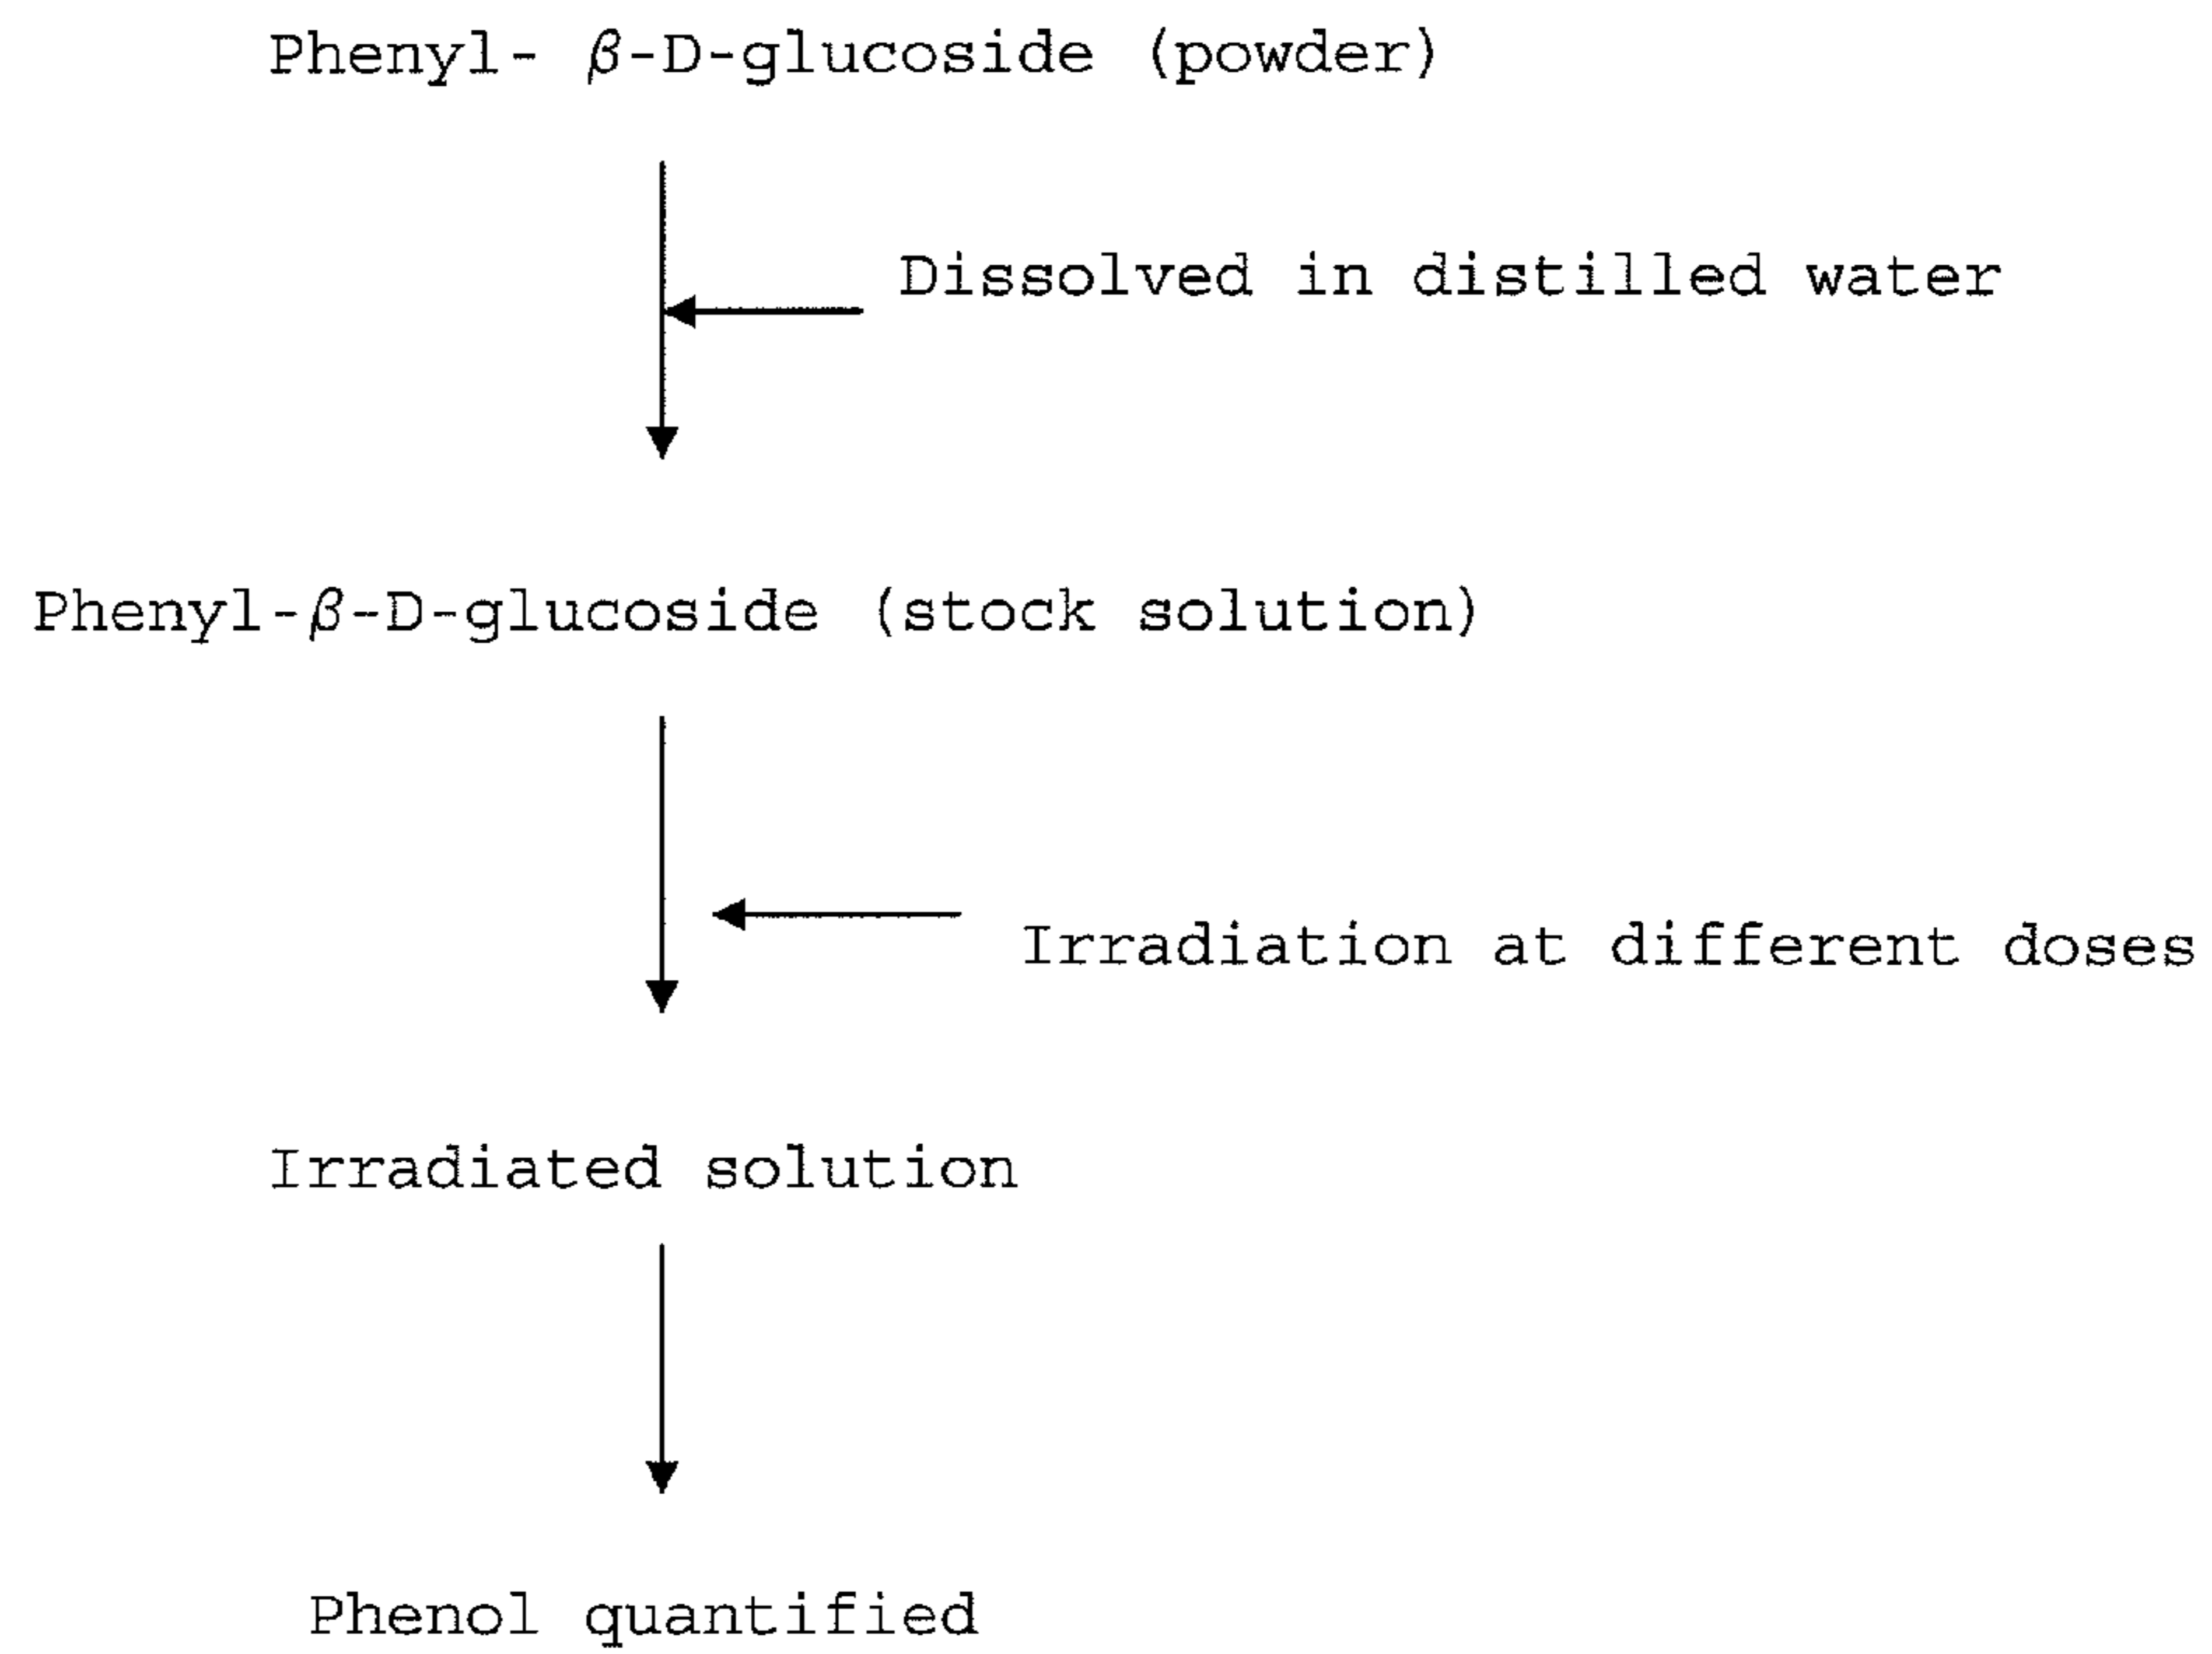 Phenyl- β-D-glucoside (powder)
Dissolved in distilled water
Phenyl-β-D-glucoside (stock solution)
Irradiation at different doses
Irradiated solution
Phenol quantified